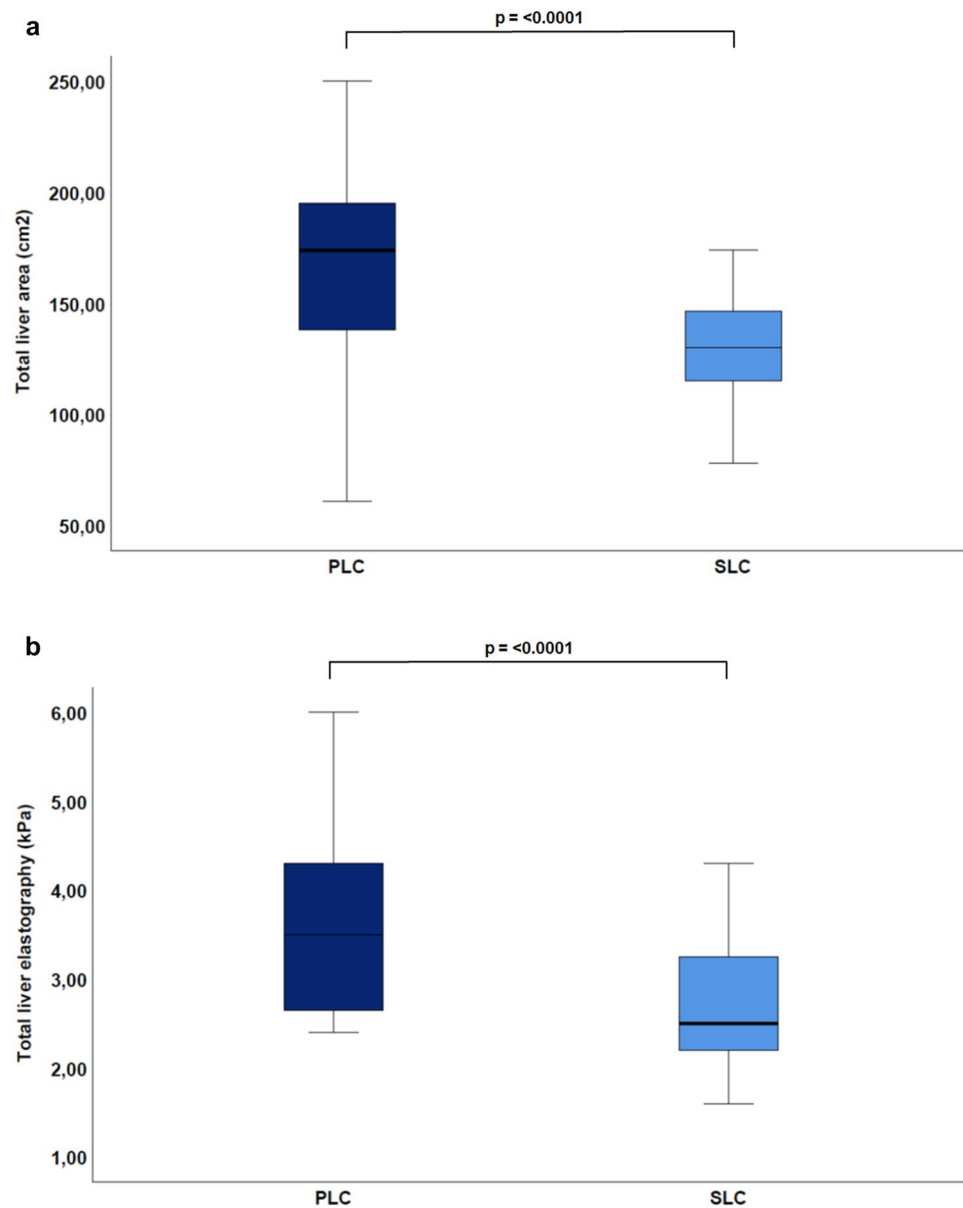 a
p = <0.0001
Total liver area (cm2)
250,00
200,00
150,00
100,00
50,00
PLC SLC
b
p = <0.0001
Total liver elastography (kPa)
6,00
5,00
4,00
3,00
2,00
1,00
PLC SLC